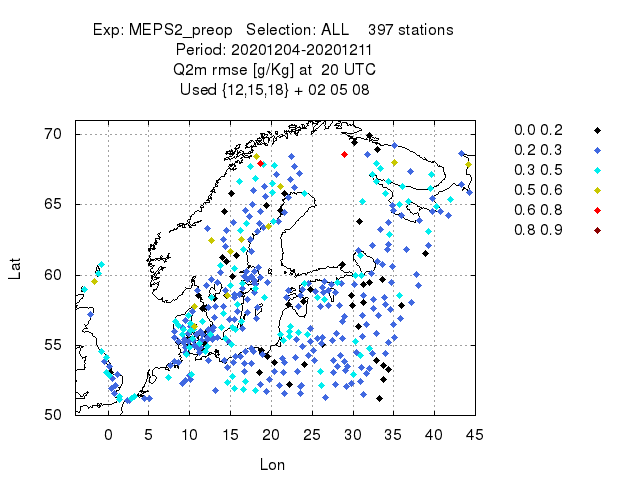 Exp: MEPS2_preop   Selection: ALL    397 stations
Period: 20201204-20201211
Q2m rmse [g/Kg] at  20 UTC
Used {12,15,18} + 02 05 08
0.0 0.2
0.2 0.3
0.3 0.5
0.5 0.6
0.6 0.8
0.8 0.9
70
65
60
55
50
Lat
0 5 10 15 20 25 30 35 40 45
Lon